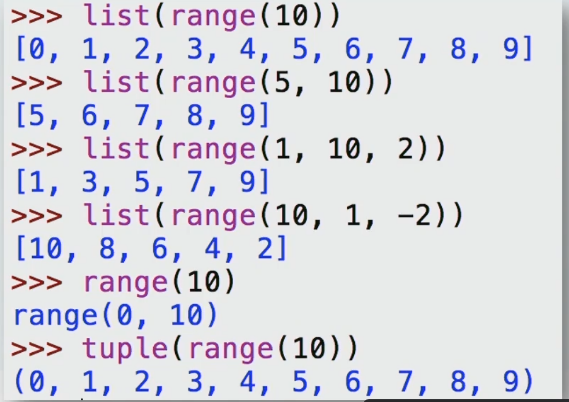 >>> list(range(10))
[0, 1, 2, 3, 4, 5, 6, 7, 8, 9]
>>> list(range(5, 10))
[5, 6, 7, 8, 9]
>>> list(range(1, 10, 2))
[1, 3, 5, 7, 9]
>>> list(range(10, 1, -2))
[10, 8, 6, 4, 2]
>>> range(10)
range(0, 10)
>>> tuple(range(10))
(0, 1, 2, 3, 4, 5, 6, 7, 8, 9)